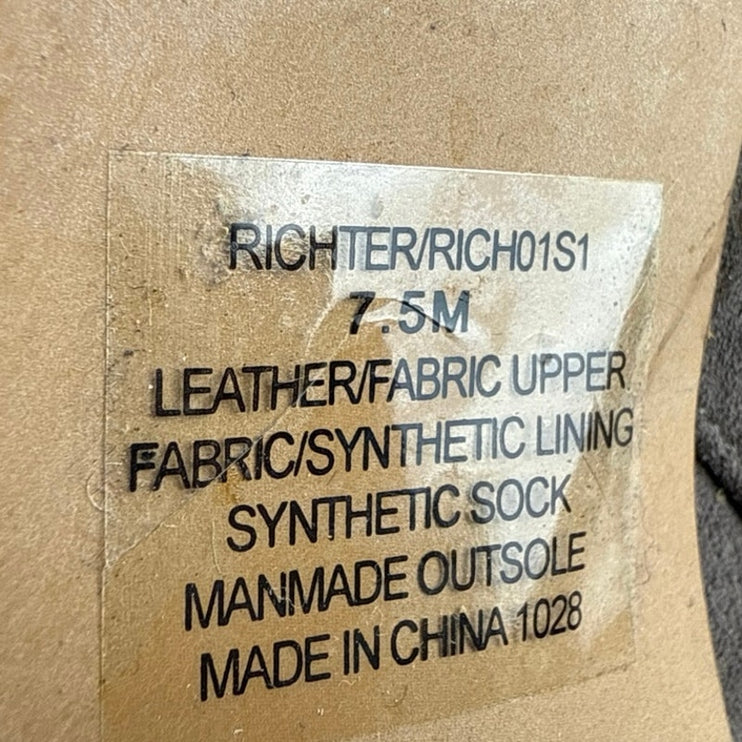 RICHTER/RICH01S1
7.5M
LEATHER/FABRIC UPPER
FABRIC/SYNTHETIC LINING
SYNTHETIC SOCK
MANMADE OUTSOLE
MADE IN CHINA 1028